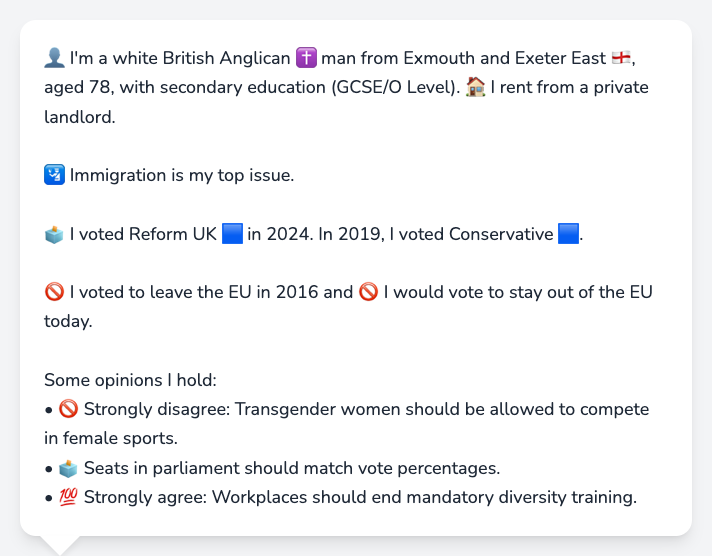 👤 I'm a white British Anglican ✝️ man from Exmouth and Exeter East 🏴󠁧󠁢󠁥󠁮󠁧󠁿,
aged 78, with secondary education (GCSE/O Level). 🏠 I rent from a private
landlord.
🛂 Immigration is my top issue.
🗳️ I voted Reform UK 🟦 in 2024. In 2019, I voted Conservative 🟦.
🚫 I voted to leave the EU in 2016 and 🚫 I would vote to stay out of the EU
today.
Some opinions I hold:
• 🚫 Strongly disagree: Transgender women should be allowed to compete
in female sports.
• 🗳️ Seats in parliament should match vote percentages.
• 💯 Strongly agree: Workplaces should end mandatory diversity training.